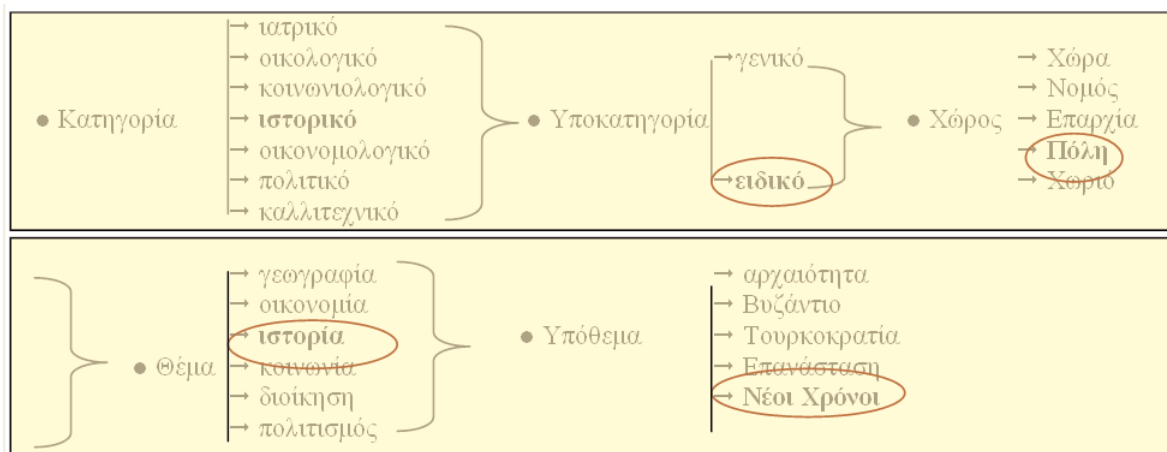 ● Κατηγορία
→ ιατρικό
→ οικολογικό
→ κοινωνιολογικό
→ ιστορικό
→ οικονομολογικό
→ πολιτικό
→ καλλιτεχνικό
● Υποκατηγορία
→ γενικό
→ ειδικό
● Χώρος
→ Χώρα
→ Νομός
→ Επαρχία
→ Πόλη
→ Χωριό
● Θέμα
→ γεωγραφία
→ οικονομία
→ ιστορία
→ κοινωνία
→ διοίκηση
→ πολιτισμός
● Υπόθεμα
→ αρχαιότητα
→ Βυζάντιο
→ Τουρκοκρατία
→ Επανάσταση
→ Νέοι Χρόνοι